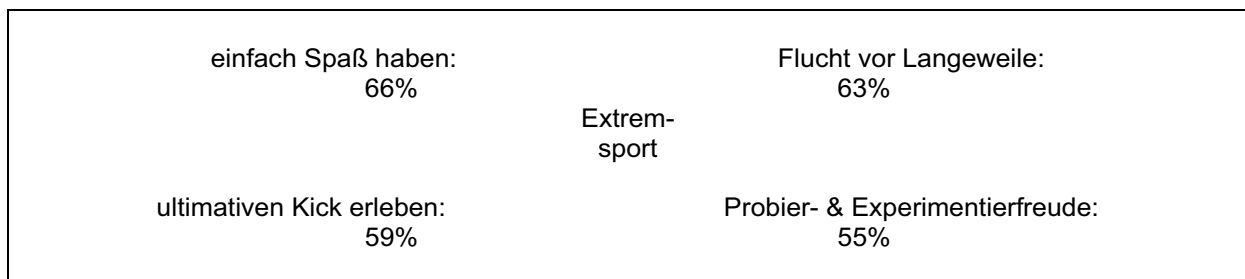 einfach Spaß haben:
66%
Flucht vor Langeweile:
63%
Extrem-
sport
ultimativen Kick erleben:
59%
Probier- & Experimentierfreude:
55%